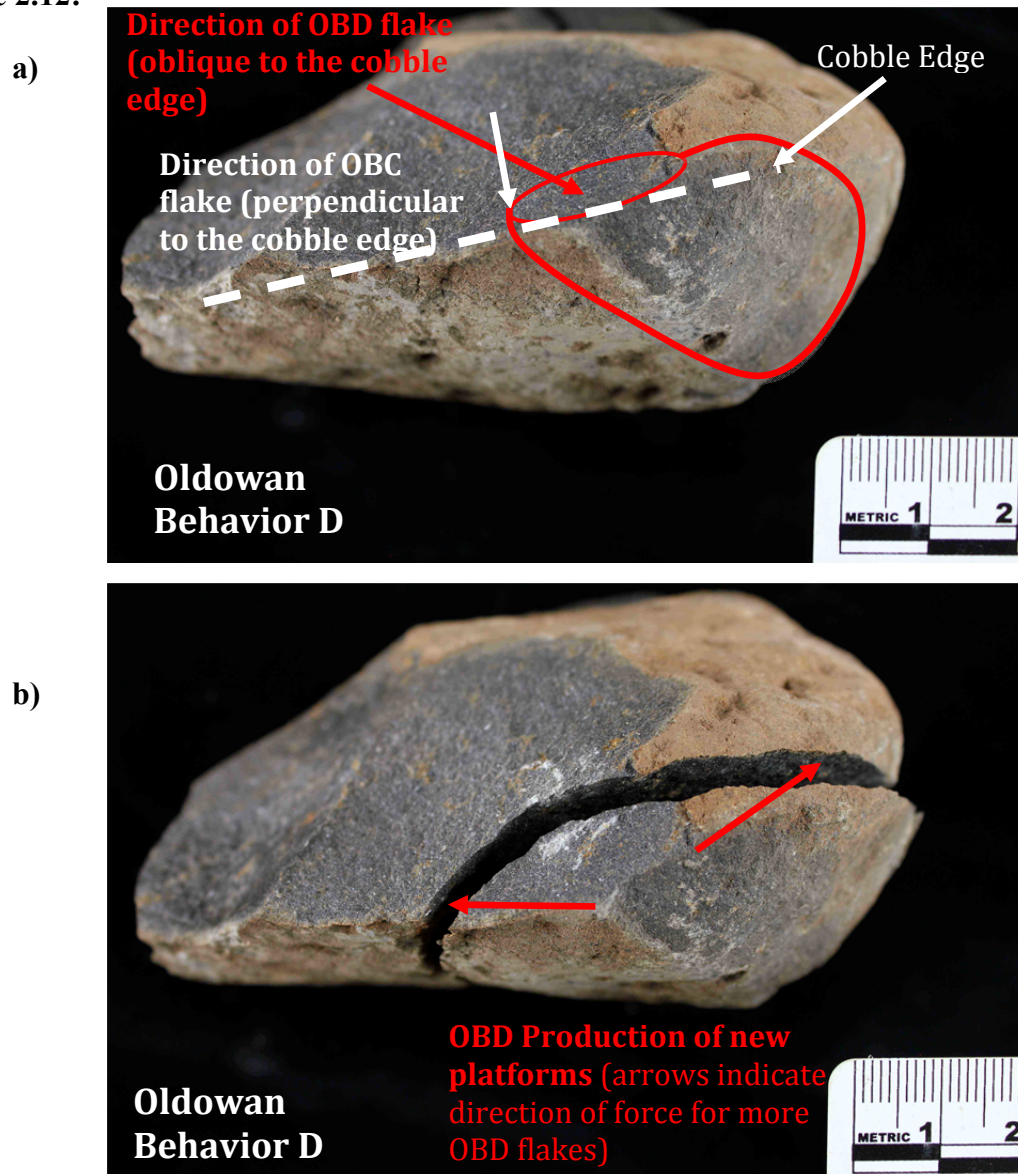 2.12:
a)
Direction of OBD flake
(oblique to the cobble
edge)
Cobble Edge
Direction of OBC
flake (perpendicular
to the cobble edge)
Oldowan
Behavior D
METRIC 1 2
b)
OBD Production of new
platforms (arrows indicate
direction of force for more
OBD flakes)
Oldowan
Behavior D
METRIC 1 2